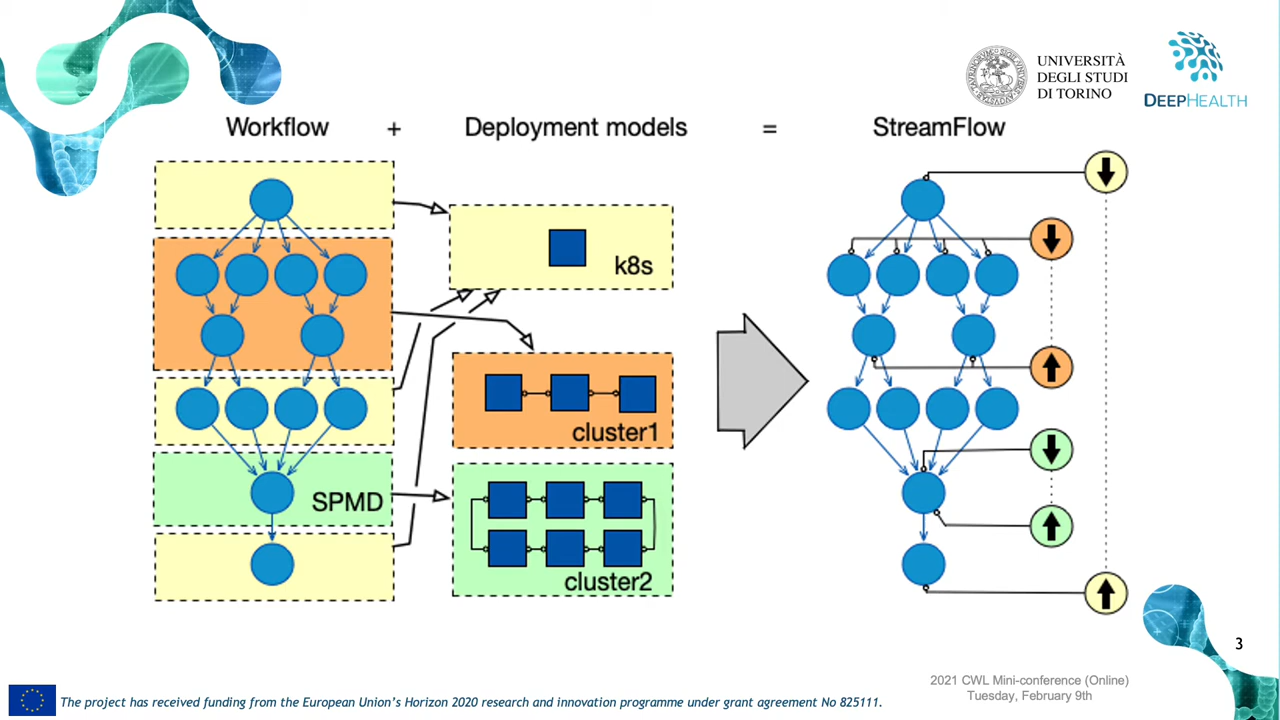 UNIVERSITÀ
DEGLI STUDI
DI TORINO
DEEPHEALTH
Workflow + Deployment models = StreamFlow
k8s
cluster1
SPMD
cluster2
3
2021 CWL Mini-conference (Online)
Tuesday, February 9th
The project has received funding from the European Union’s Horizon 2020 research and innovation programme under grant agreement No 825111.